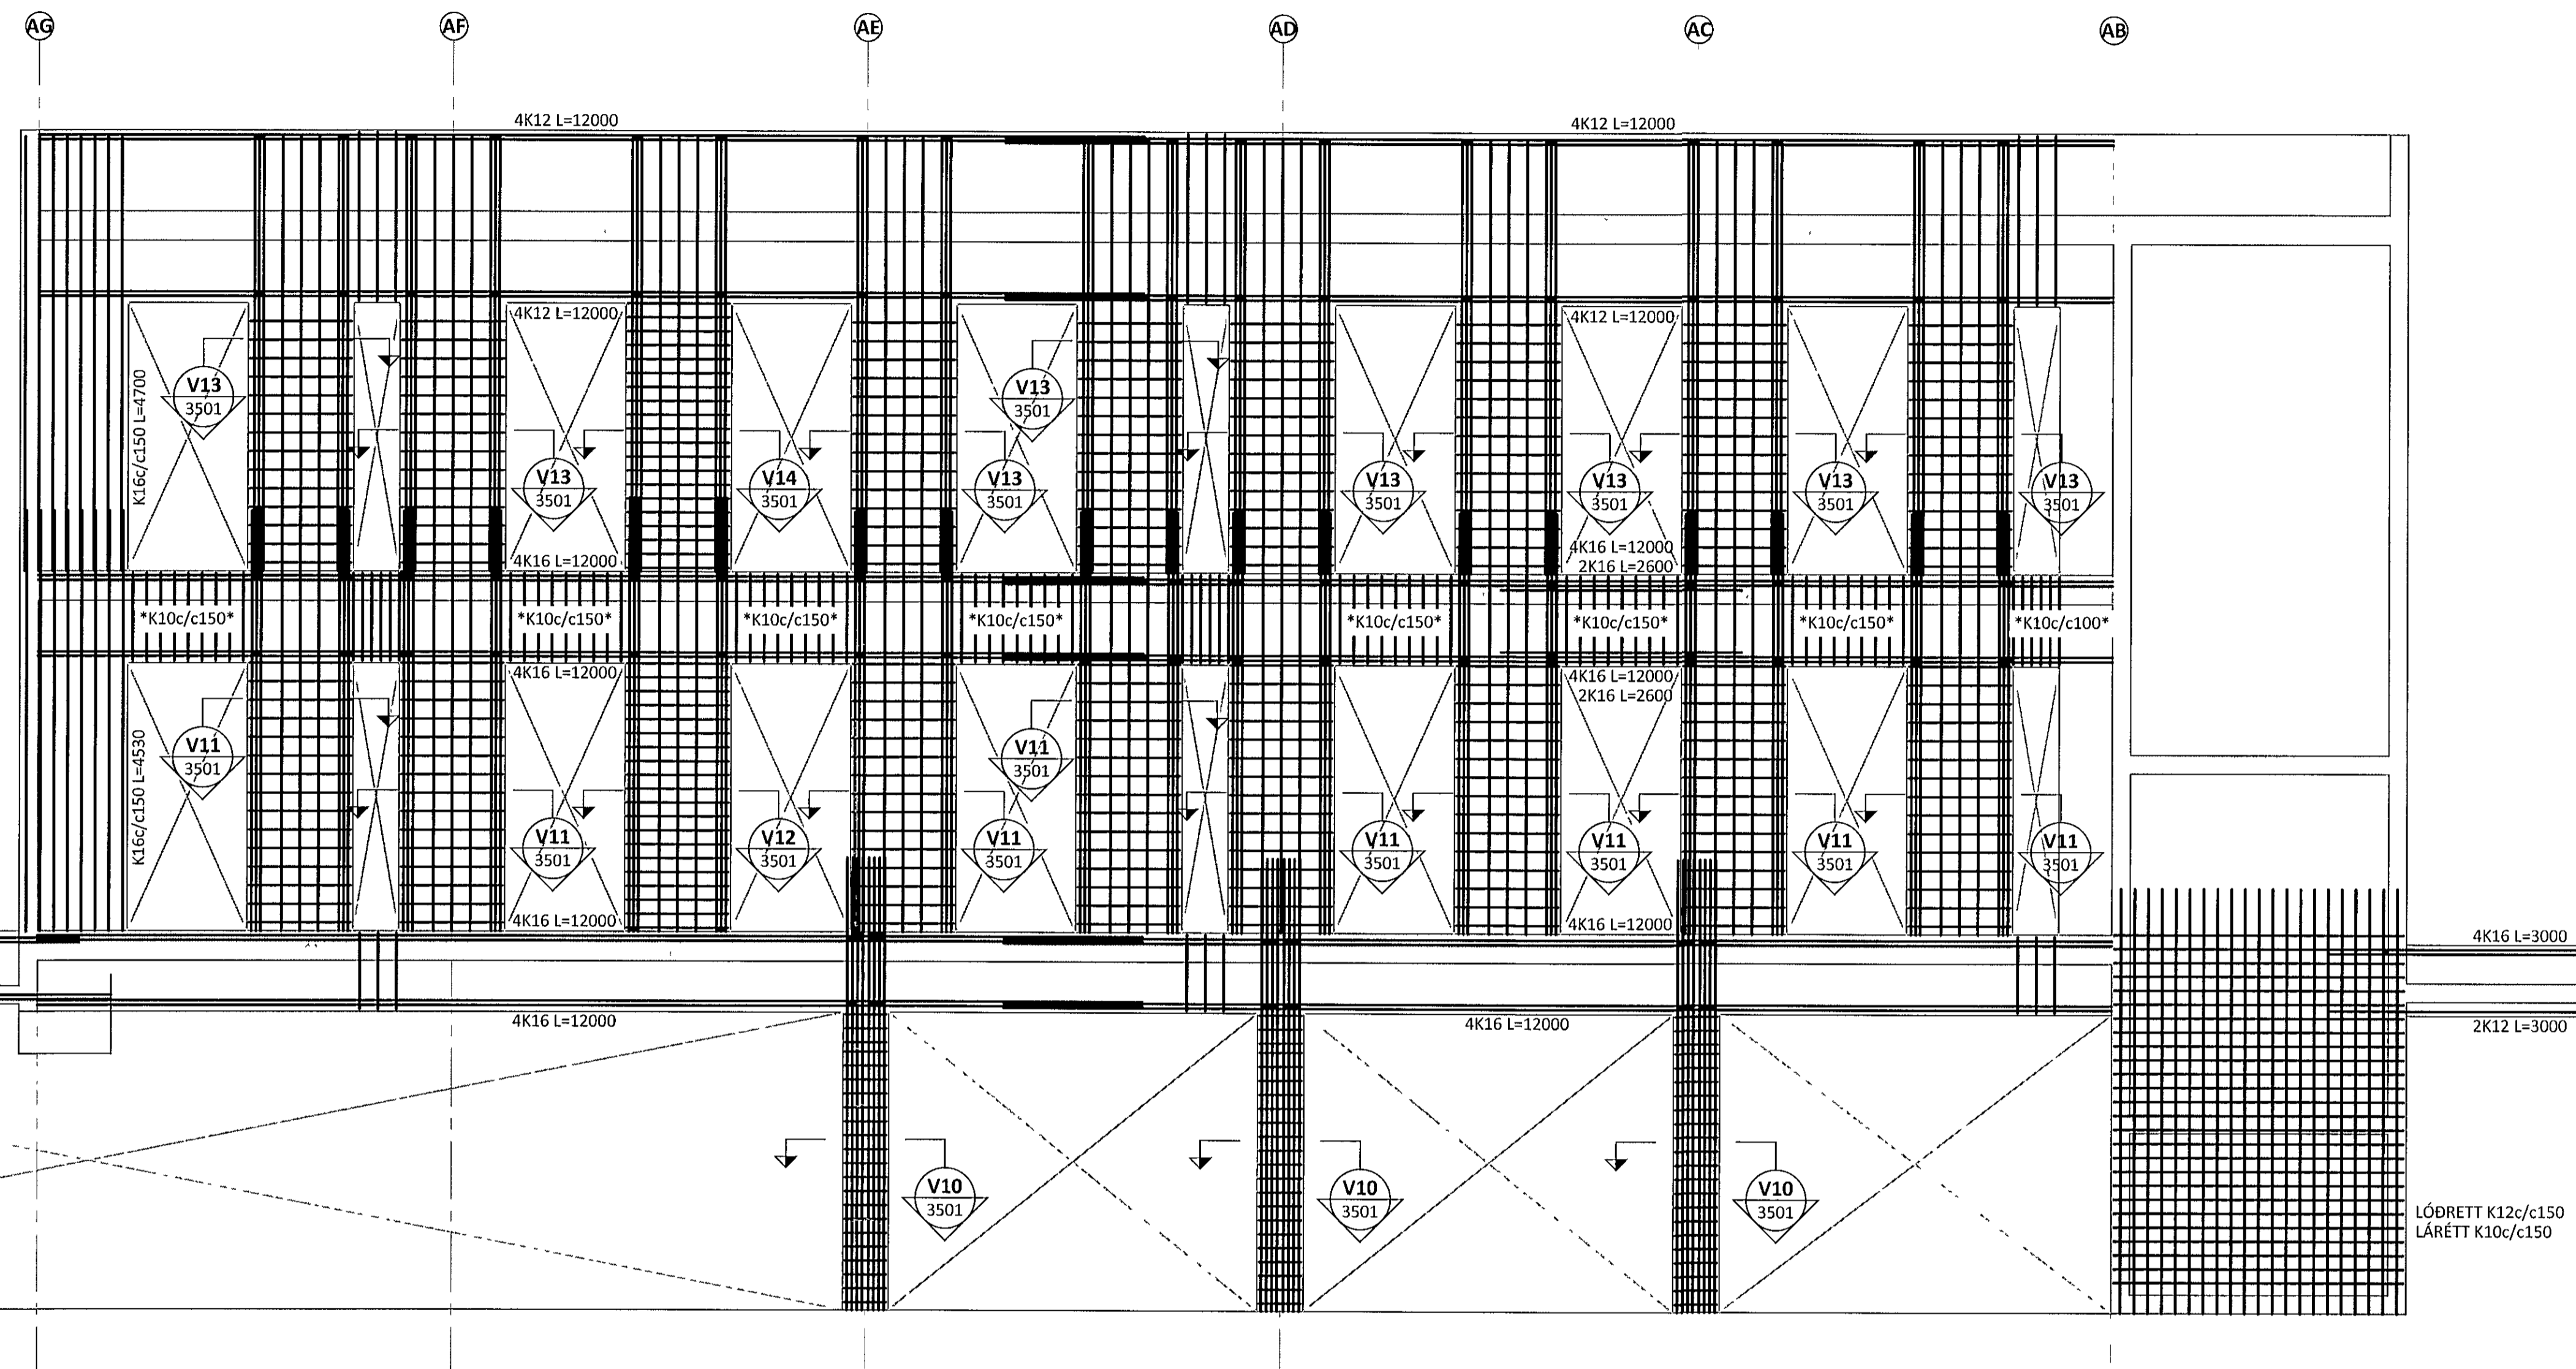 AG
AF
AE
AD
AC
AB
4K12 L=12000
4K12 L=12000
4K12 L=12000
4K12 L=12000
K16c/c150 L=4700
V13
3501
V13
3501
V13
3501
V14
3501
V13
3501
V13
3501
V13
3501
V13
3501
V13
3501
4K16 L=12000
4K16 L=12000
2K16 L=2600
*K10c/c150*
*K10c/c150*
*K10c/c150*
*K10c/c150*
*K10c/c150*
*K10c/c150*
*K10c/c150*
*K10c/c100*
4K16 L=12000
4K16 L=12000
2K16 L=2600
K16c/c150 L=4530
V11
3501
V11
3501
V11
3501
V12
3501
V11
3501
V11
3501
V11
3501
V11
3501
V11
3501
4K16 L=12000
4K16 L=12000
4K16 L=3000
4K16 L=12000
4K16 L=12000
2K12 L=3000
V10
3501
V10
3501
V10
3501
LÓÐRETT K12c/c150
LÁRÉTT K10c/c150